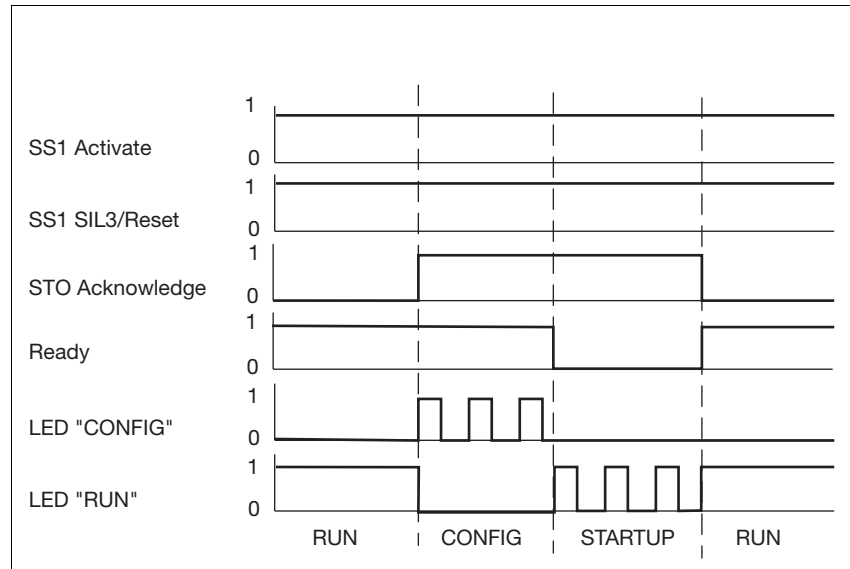 1
SS1 Activate
0
1
SS1 SIL3/Reset
0
1
STO Acknowledge
0
1
Ready
0
1
LED "CONFIG"
0
1
LED "RUN"
0
RUN CONFIG STARTUP RUN